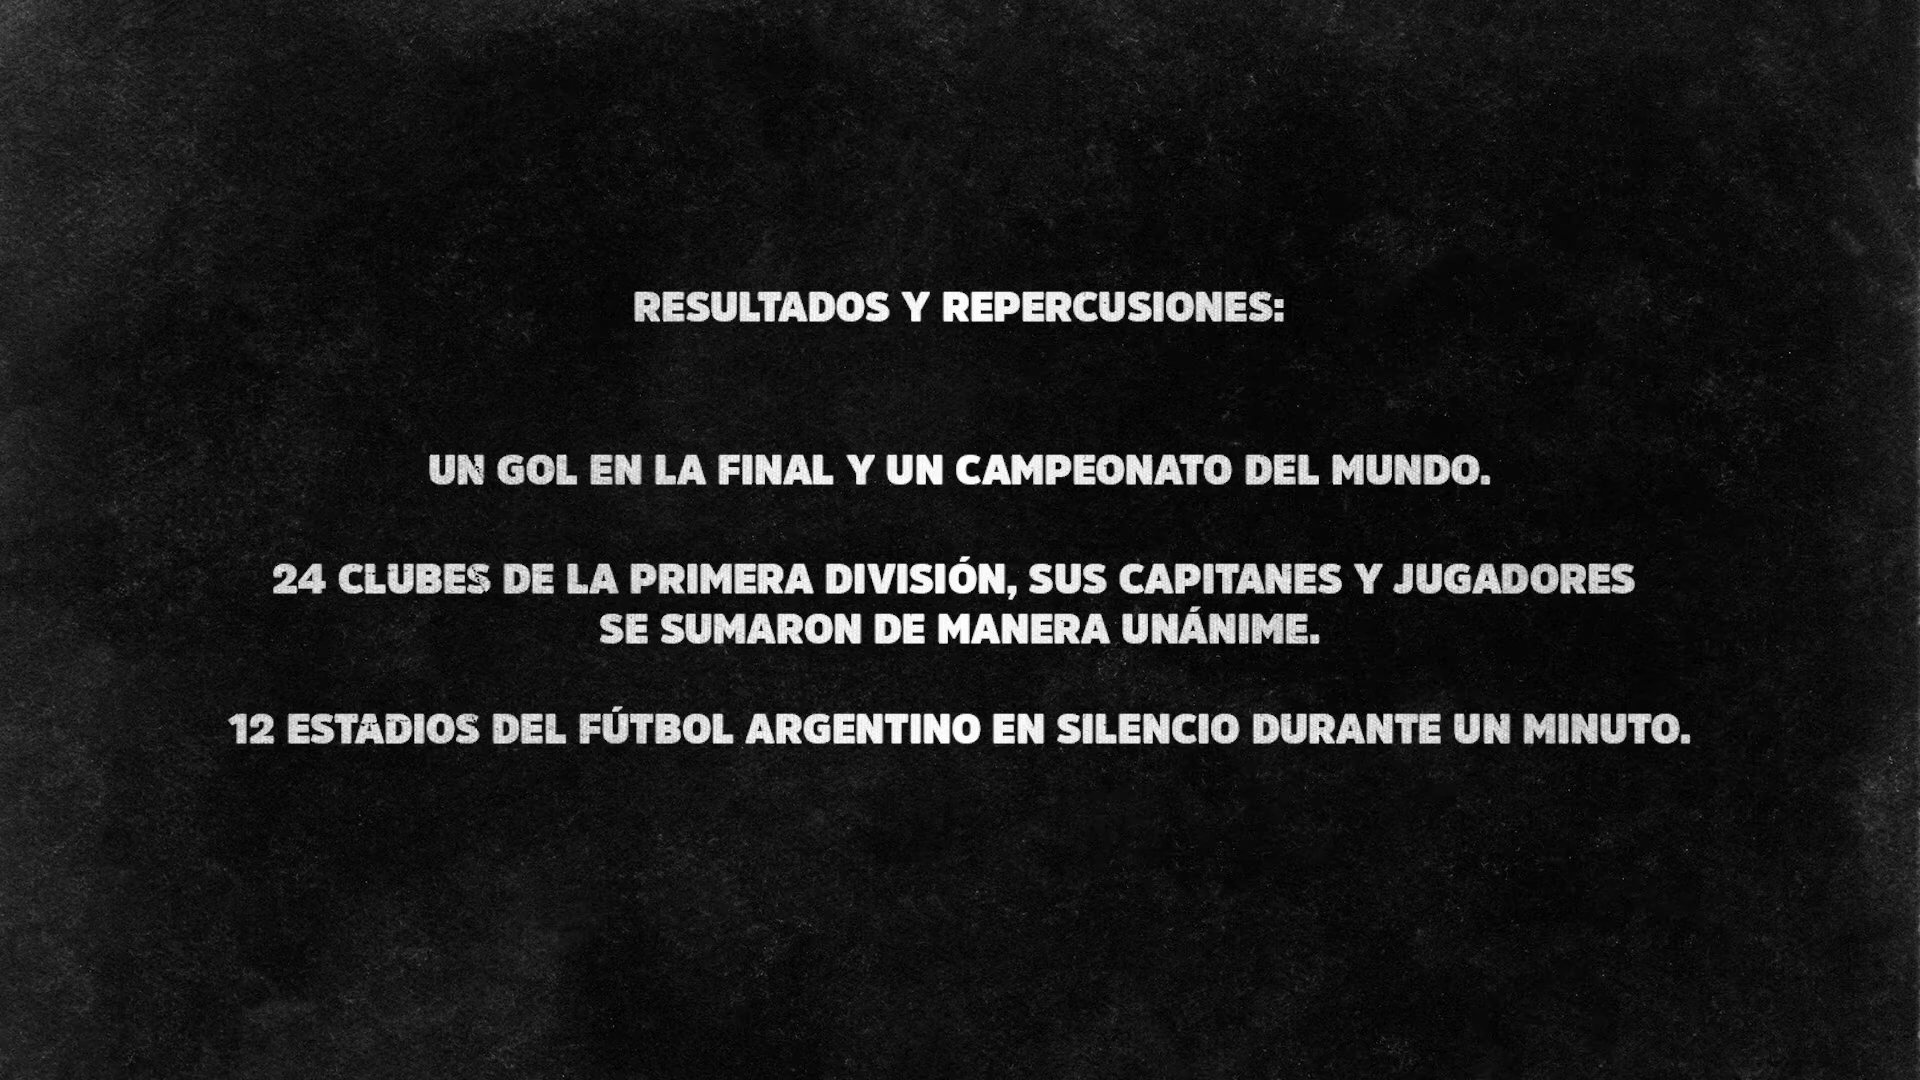 RESULTADOS Y REPERCUSIONES:
UN GOL EN LA FINAL Y UN CAMPEONATO DEL MUNDO.
24 CLUBES DE LA PRIMERA DIVISIÓN, SUS CAPITANES Y JUGADORES
SE SUMARON DE MANERA UNÁNIME.
12 ESTADIOS DEL FÚTBOL ARGENTINO EN SILENCIO DURANTE UN MINUTO.